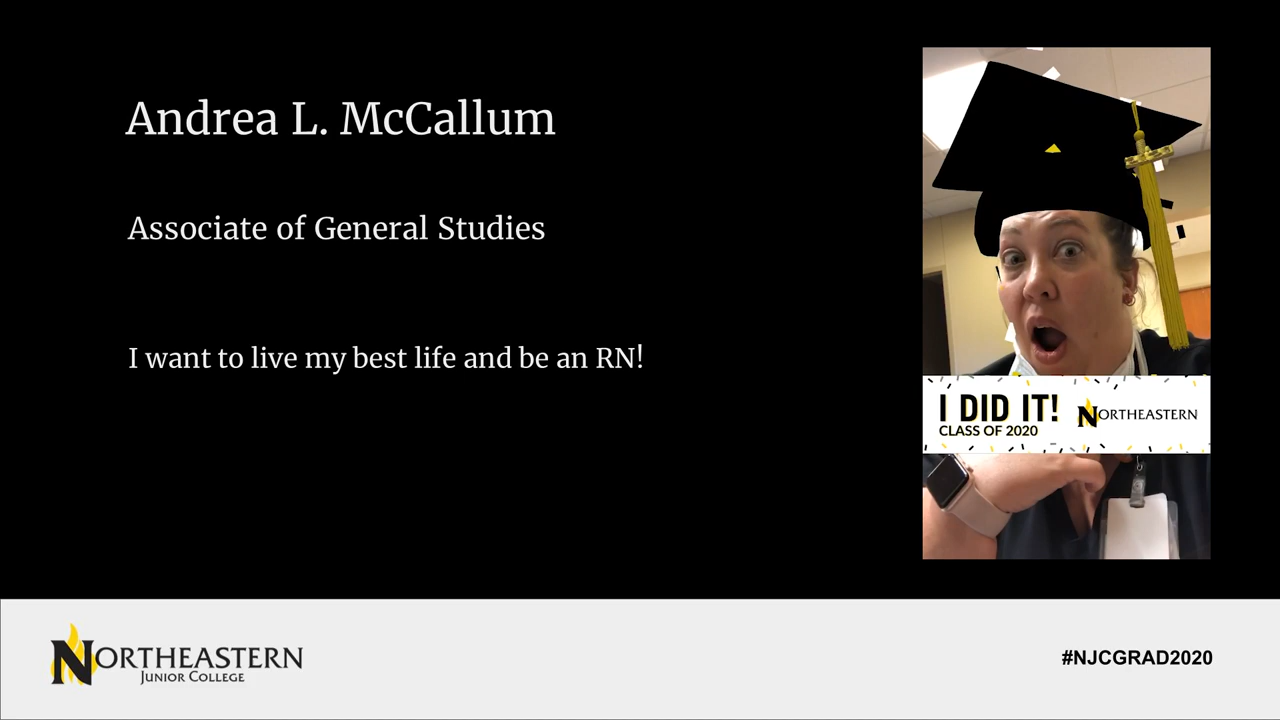 Andrea L. McCallum
Associate of General Studies
I want to live my best life and be an RN!
I DID IT!
CLASS OF 2020
NORTHEASTERN
NORTHEASTERN
JUNIOR COLLEGE
#NJCGRAD2020